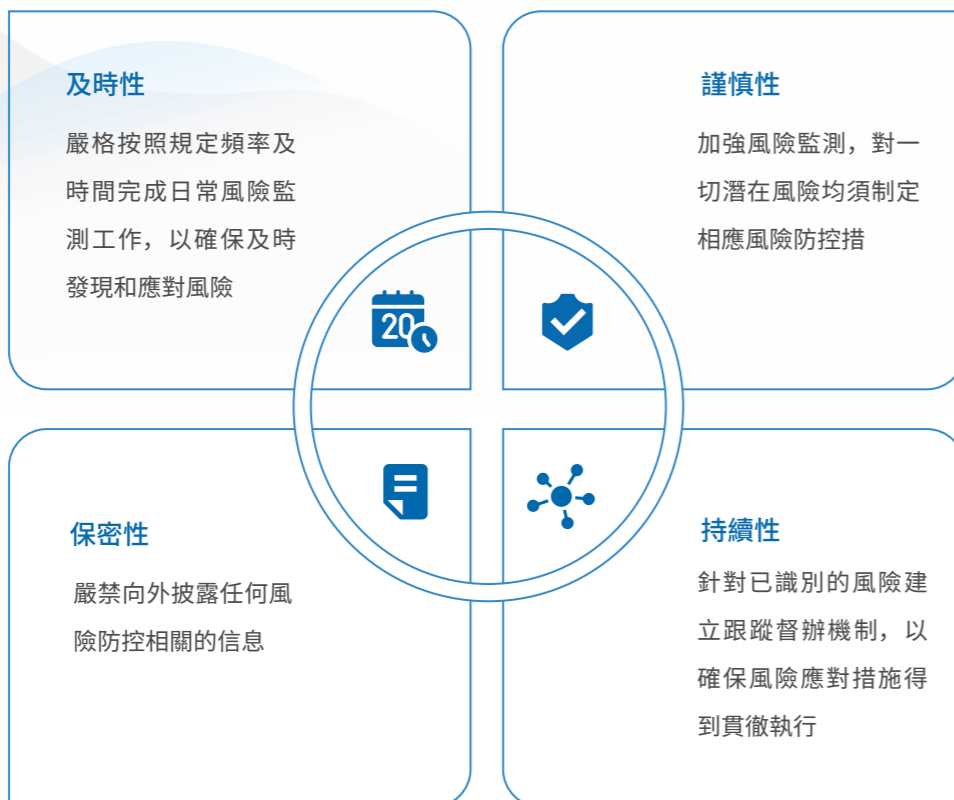 及時性
嚴格按照規定頻率及
時間完成日常風險監
測工作，以確保及時
發現和應對風險
謹慎性
加強風險監測，對一
切潛在風險均須制定
相應風險防控措
20
保密性
嚴禁向外披露任何風
險防控相關的信息
持續性
針對已識別的風險建
立跟蹤督辦機制，以
確保風險應對措施得
到貫徹執行